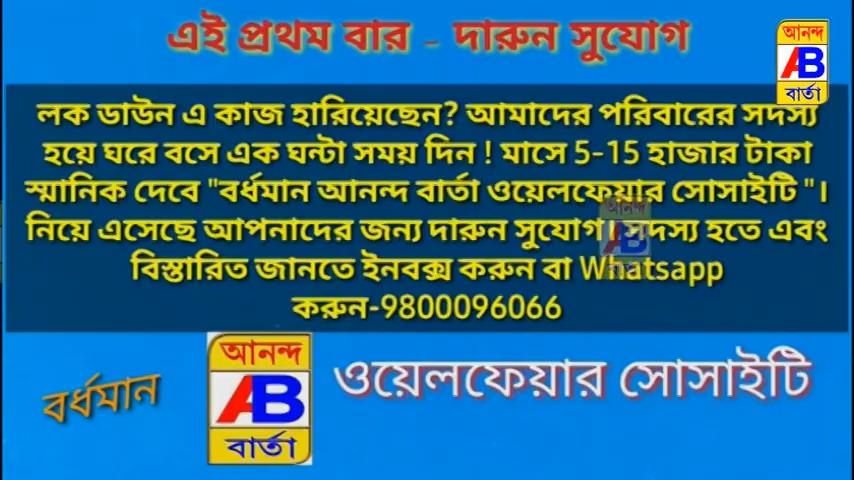 এই প্রথম বার - দারুন সুযোগ
আনন্দ
AB
বার্তা
লক ডাউন এ কাজ হারিয়েছেন? আমাদের পরিবারের সদস্য
হয়ে ঘরে বসে এক ঘন্টা সময় দিন ! মাসে 5-15 হাজার টাকা
স্মানিক দেবে "বর্ধমান আনন্দ বার্তা ওয়েলফেয়ার সোসাইটি "।
নিয়ে এসেছে আপনাদের জন্য দারুন সুযোগ। সদস্য হতে এবং
বিস্তারিত জানতে ইনবক্স করুন বা Whatsapp
করুন-9800096066
আনন্দ
AB
বার্তা
বর্ধমান
আনন্দ
AB
বার্তা
ওয়েলফেয়ার সোসাইটি